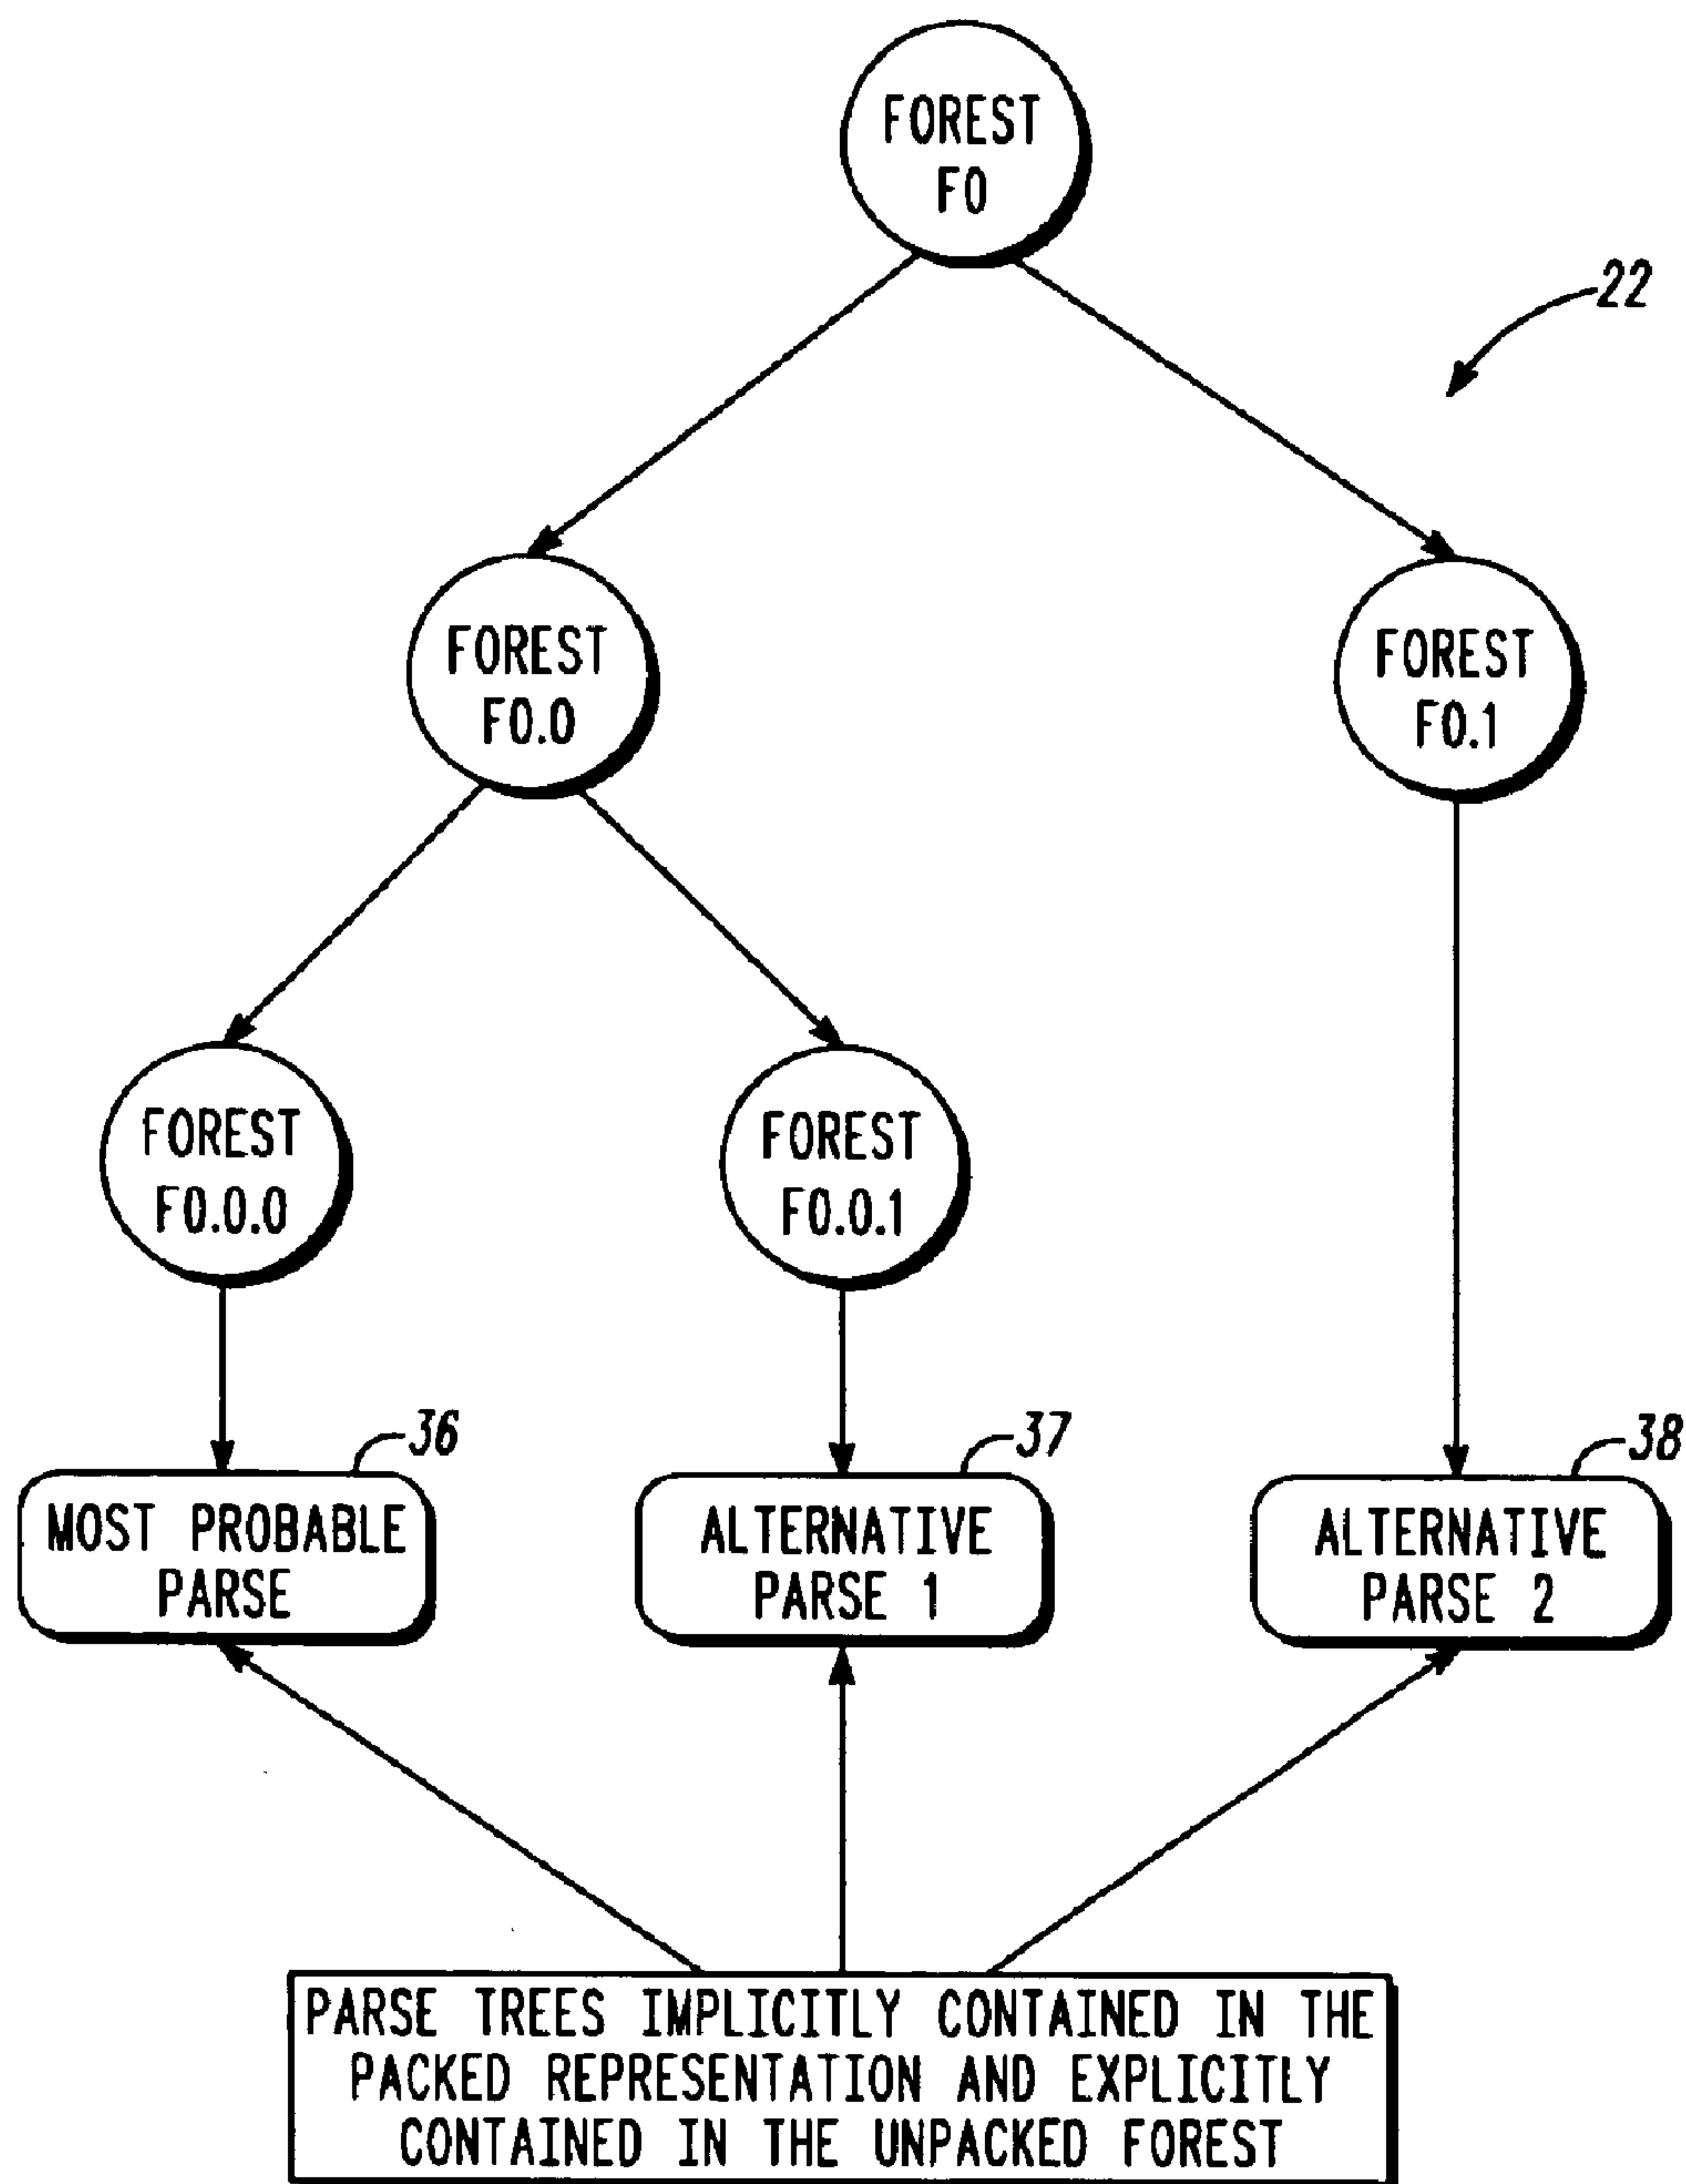 FOREST
F0
22
FOREST
F0.0
FOREST
F0.1
FOREST
F0.0.0
FOREST
F0.0.1
36
MOST PROBABLE
PARSE
37
ALTERNATIVE
PARSE 1
38
ALTERNATIVE
PARSE 2
PARSE TREES IMPLICITLY CONTAINED IN THE
PACKED REPRESENTATION AND EXPLICITLY
CONTAINED IN THE UNPACKED FOREST